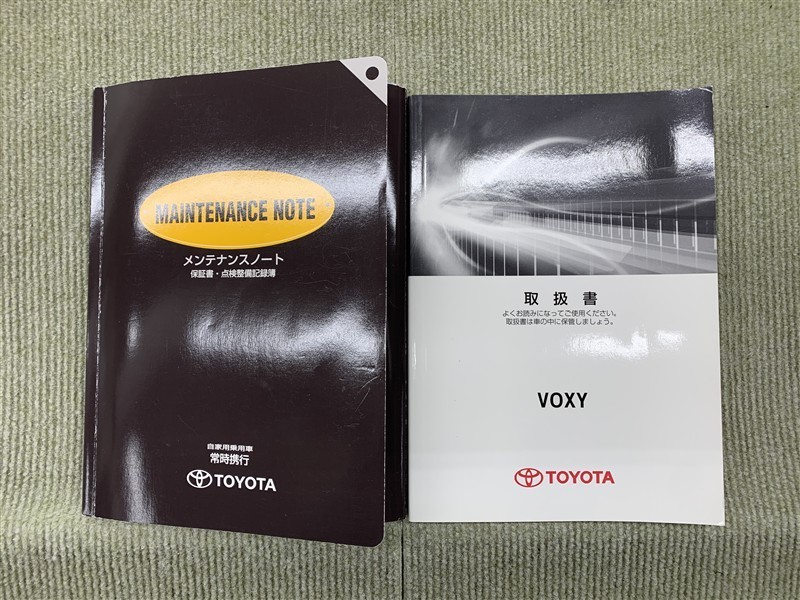 MAINTENANCE NOTE
メンテナンスノート
保証書・点検整備記録簿
自家用乗用車
常時携行
TOYOTA
取扱書
よくお読みになってご使用ください。
取扱書は車の中に保管しましょう。
VOXY
TOYOTA